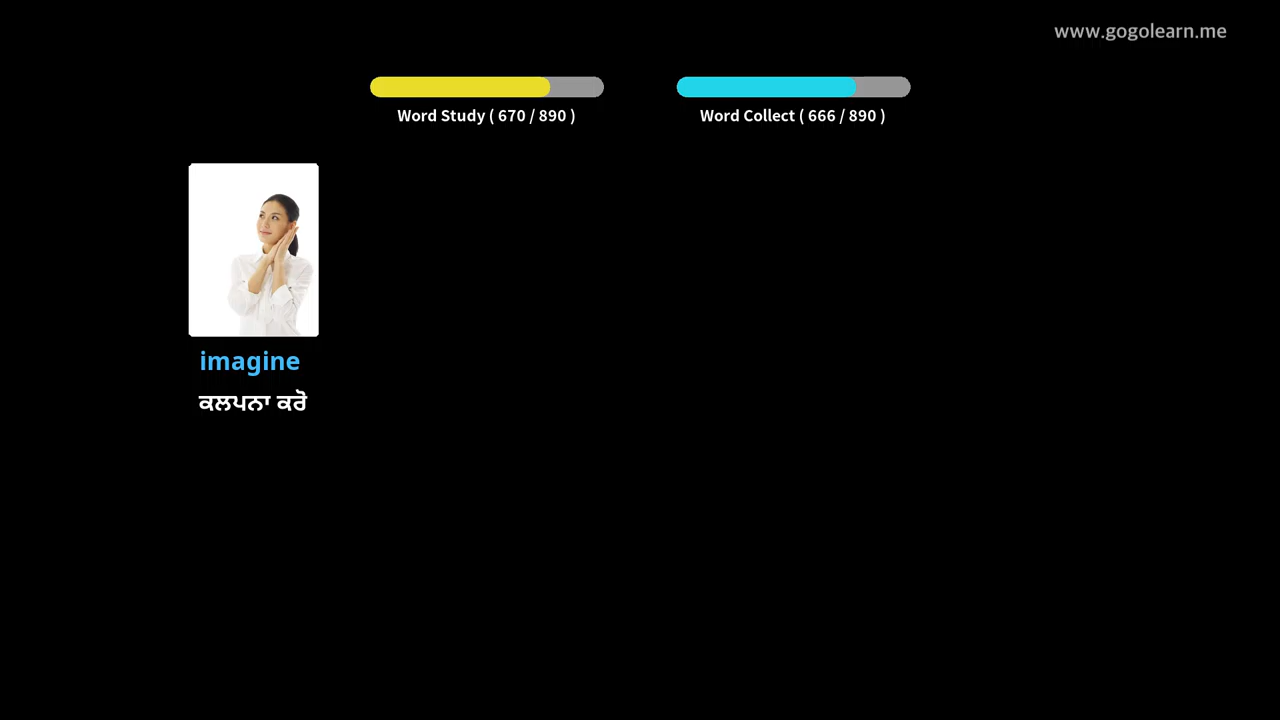 www.gogolearn.me
Word Study ( 670 / 890 )
Word Collect ( 666 / 890 )
imagine
ਕਲਪਨਾ ਕਰੋ